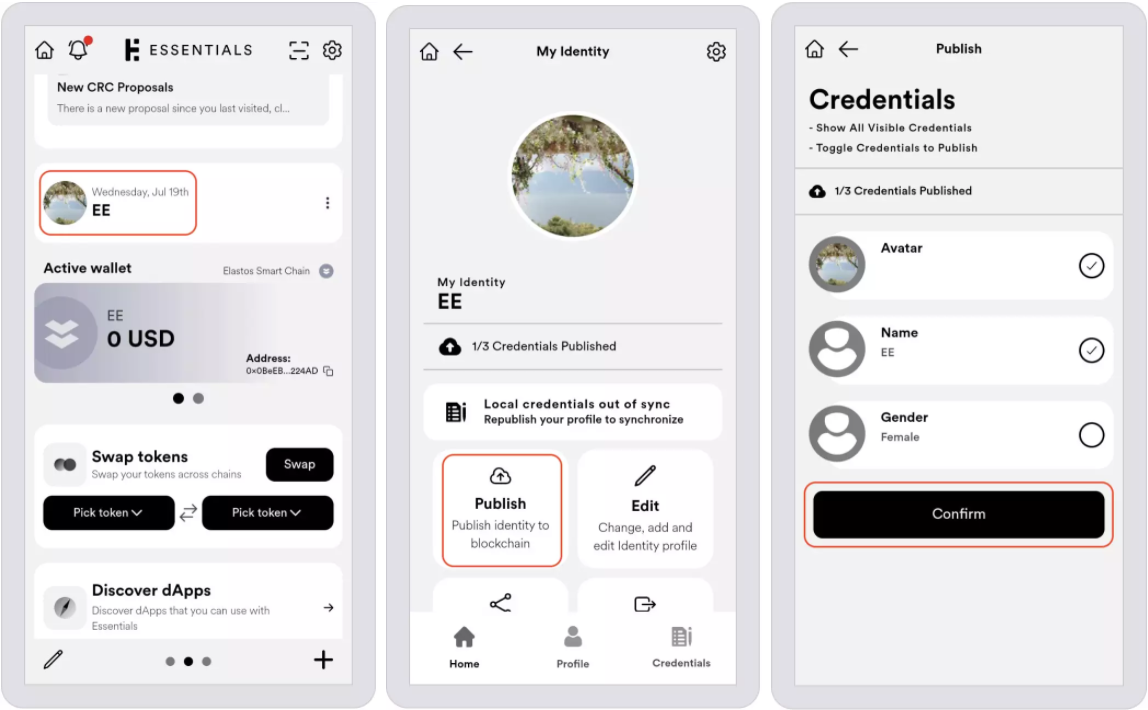 ESSENTIALS
New CRC Proposals
There is a new proposal since you last visited, cl...
Wednesday, Jul 19th
EE
Active wallet
Elastos Smart Chain
EE
0 USD
Address:
0x0BeEB...224AD
Swap tokens
Swap your tokens across chains
Swap
Pick token
Pick token
Discover dApps
Discover dApps that you can use with
Essentials
My Identity
My Identity
EE
1/3 Credentials Published
Local credentials out of sync
Republish your profile to synchronize
Publish
Publish identity to
blockchain
Edit
Change, add and
edit Identity profile
Home
Profile
Credentials
Publish
Credentials
- Show All Visible Credentials
- Toggle Credentials to Publish
1/3 Credentials Published
Avatar
Name
EE
Gender
Female
Confirm